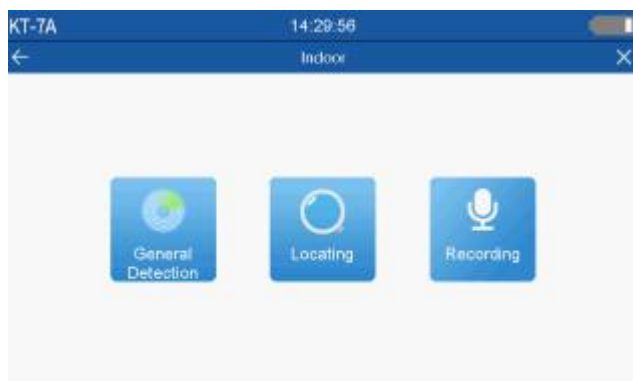 KT-7A 14:29:56
Indoor
General
Detection
Locating
Recording